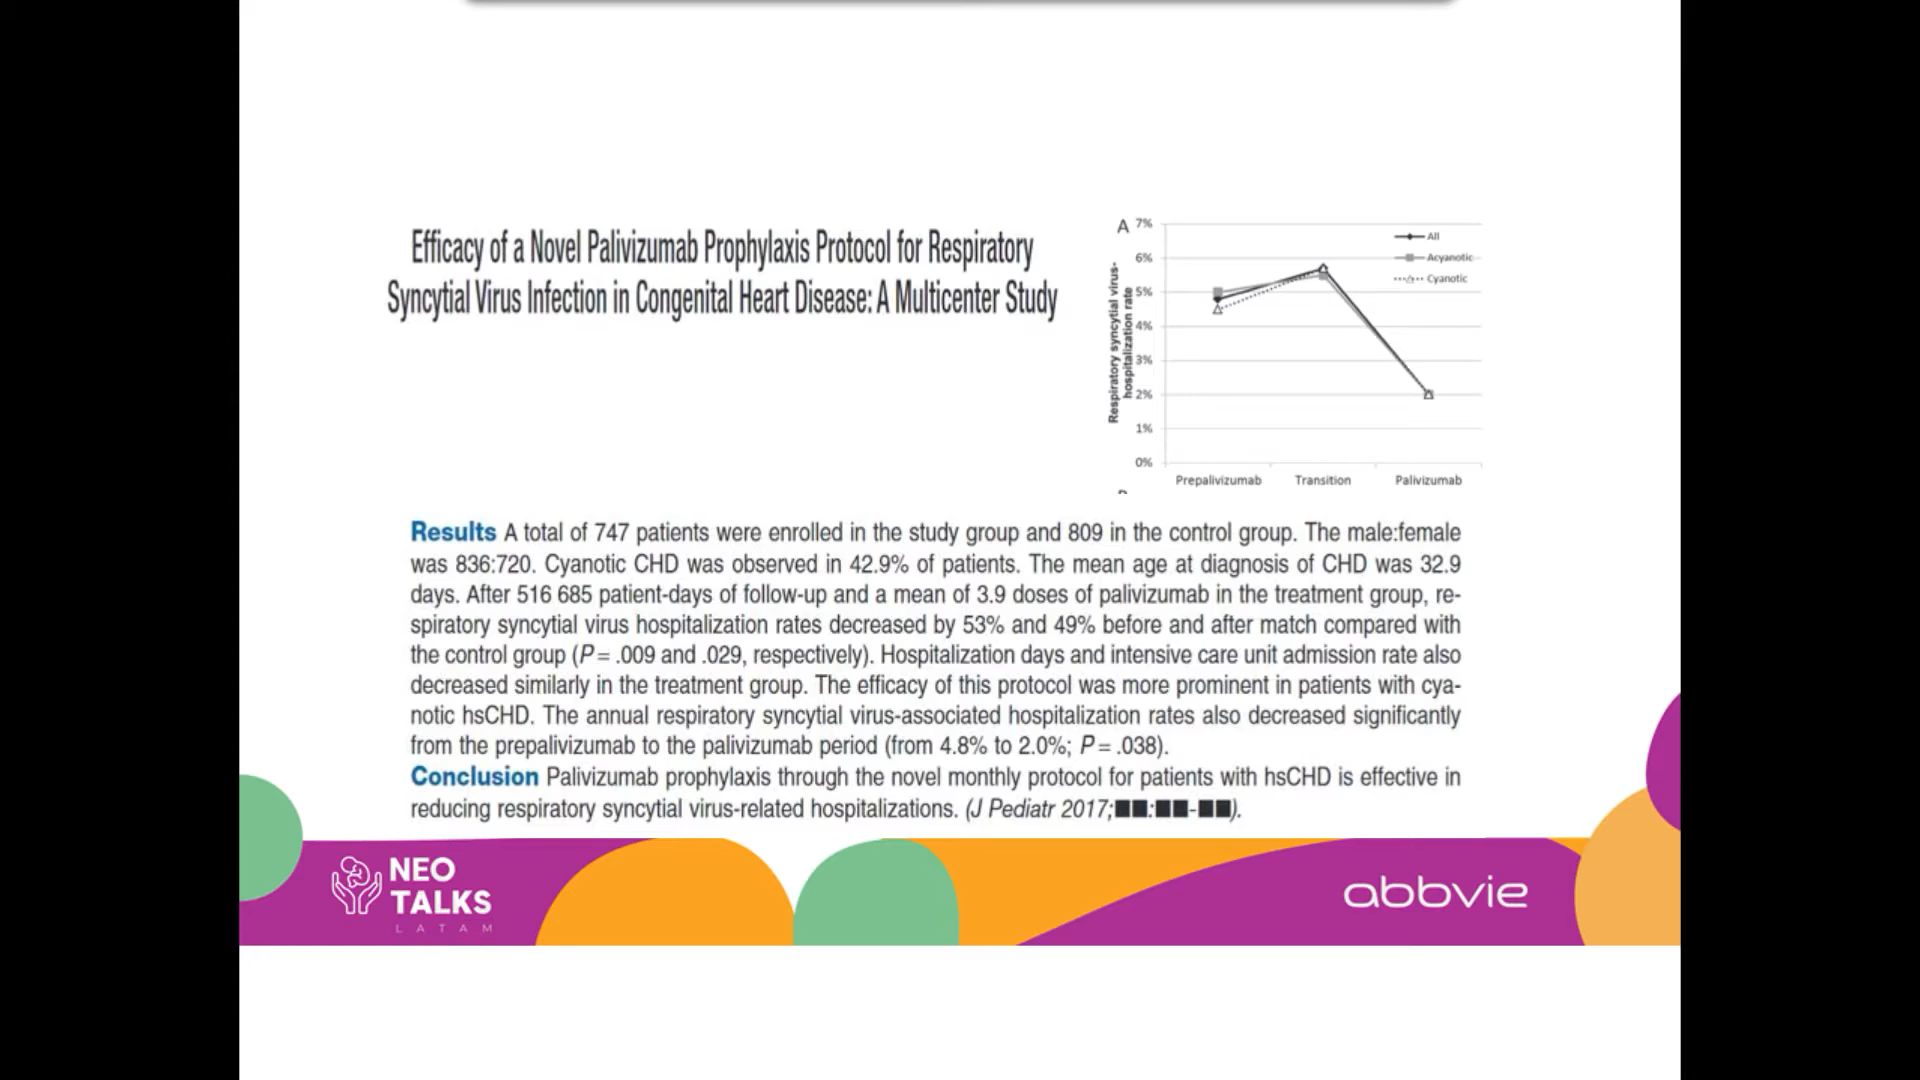 Efficacy of a Novel Palivizumab Prophylaxis Protocol for Respiratory
Syncytial Virus Infection in Congenital Heart Disease: A Multicenter Study
A
7%
6%
5%
4%
3%
2%
1%
0%
Respiratory syncytial virus-
hospitalization rate
All
Acyanotic
Cyanotic
Prepalivizumab
Transition
Palivizumab
Results A total of 747 patients were enrolled in the study group and 809 in the control group. The male:female
was 836:720. Cyanotic CHD was observed in 42.9% of patients. The mean age at diagnosis of CHD was 32.9
days. After 516 685 patient-days of follow-up and a mean of 3.9 doses of palivizumab in the treatment group, re-
spiratory syncytial virus hospitalization rates decreased by 53% and 49% before and after match compared with
the control group (P = .009 and .029, respectively). Hospitalization days and intensive care unit admission rate also
decreased similarly in the treatment group. The efficacy of this protocol was more prominent in patients with cya-
notic hsCHD. The annual respiratory syncytial virus-associated hospitalization rates also decreased significantly
from the prepalivizumab to the palivizumab period (from 4.8% to 2.0%; P = .038).
Conclusion Palivizumab prophylaxis through the novel monthly protocol for patients with hsCHD is effective in
reducing respiratory syncytial virus-related hospitalizations. (J Pediatr 2017;■■:■■-■■).
NEO
TALKS
LATAM
abbvie